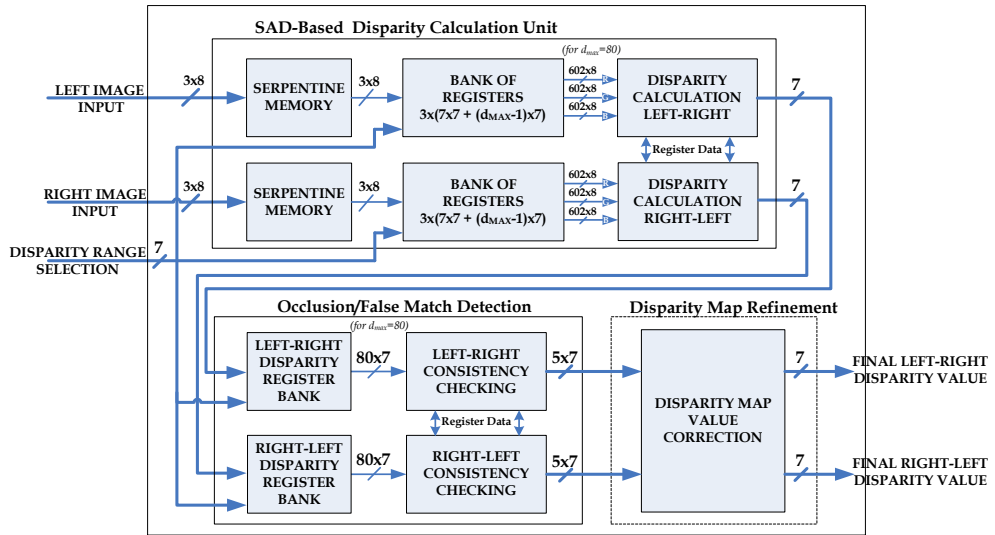 SAD-Based Disparity Calculation Unit
(for dmax=80)
LEFT IMAGE
INPUT
3x8
SERPENTINE
MEMORY
3x8
BANK OF
REGISTERS
3x(7x7 + (dMAX-1)x7)
602x8
R
602x8
G
602x8
B
DISPARITY
CALCULATION
LEFT-RIGHT
7
Register Data
RIGHT IMAGE
INPUT
3x8
SERPENTINE
MEMORY
3x8
BANK OF
REGISTERS
3x(7x7 + (dMAX-1)x7)
602x8
R
602x8
G
602x8
B
DISPARITY
CALCULATION
RIGHT-LEFT
7
DISPARITY RANGE
SELECTION
7
Occlusion/False Match Detection
(for dmax=80)
Disparity Map Refinement
LEFT-RIGHT
DISPARITY
REGISTER
BANK
80x7
LEFT-RIGHT
CONSISTENCY
CHECKING
5x7
Register Data
RIGHT-LEFT
DISPARITY
REGISTER
BANK
80x7
RIGHT-LEFT
CONSISTENCY
CHECKING
5x7
DISPARITY MAP
VALUE
CORRECTION
7
FINAL LEFT-RIGHT
DISPARITY VALUE
7
FINAL RIGHT-LEFT
DISPARITY VALUE